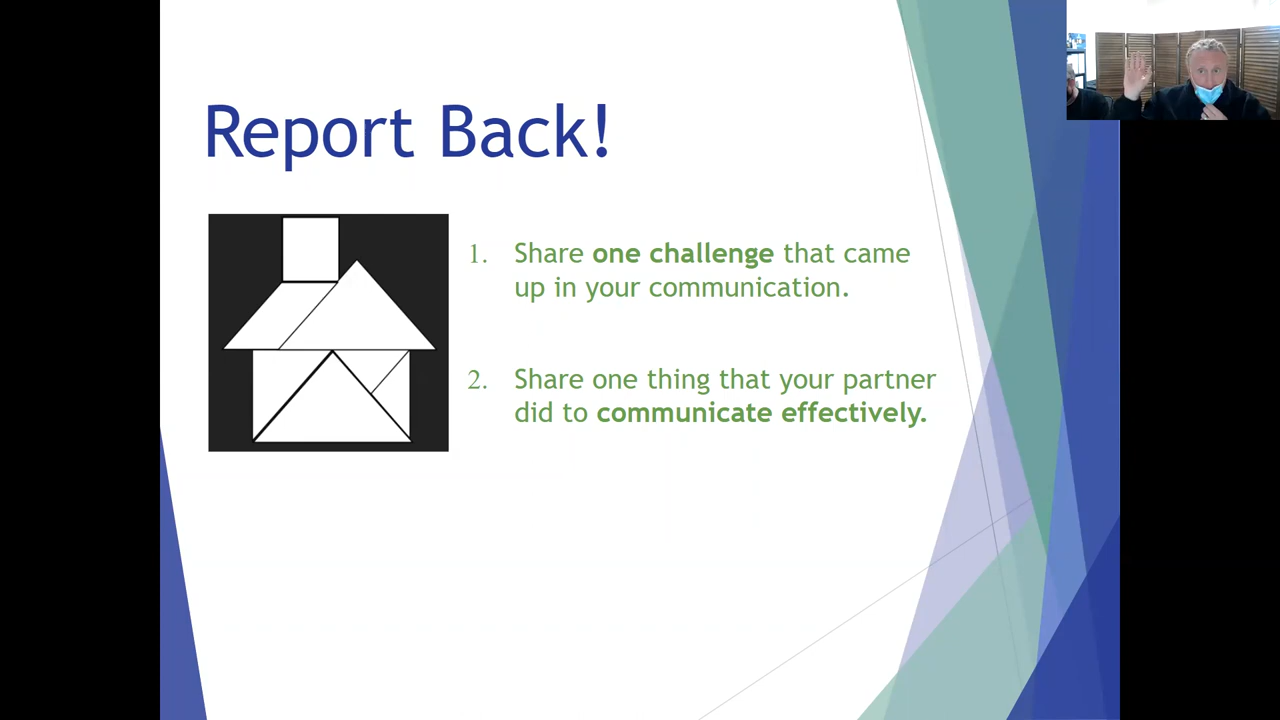 Report Back!
1. Share one challenge that came
up in your communication.
2. Share one thing that your partner
did to communicate effectively.